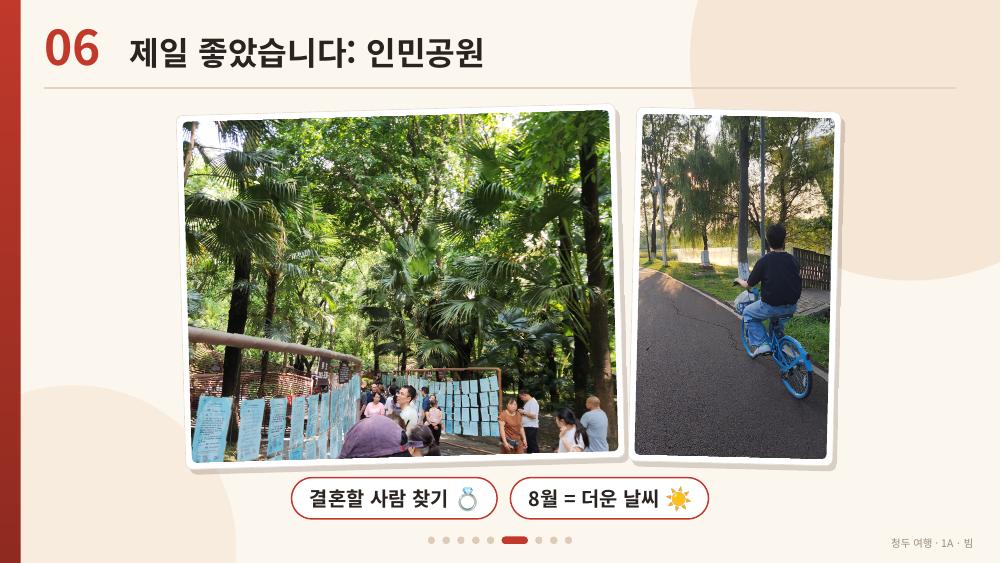 06 제일 좋았습니다: 인민공원
결혼할 사람 찾기 💍
8월 = 더운 날씨 ☀️
청두 여행 · 1A · 빔